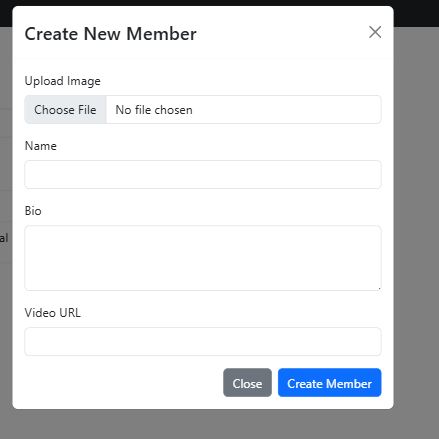 Create New Member
Upload Image
Choose File No file chosen
Name
Bio
al
Video URL
Close Create Member